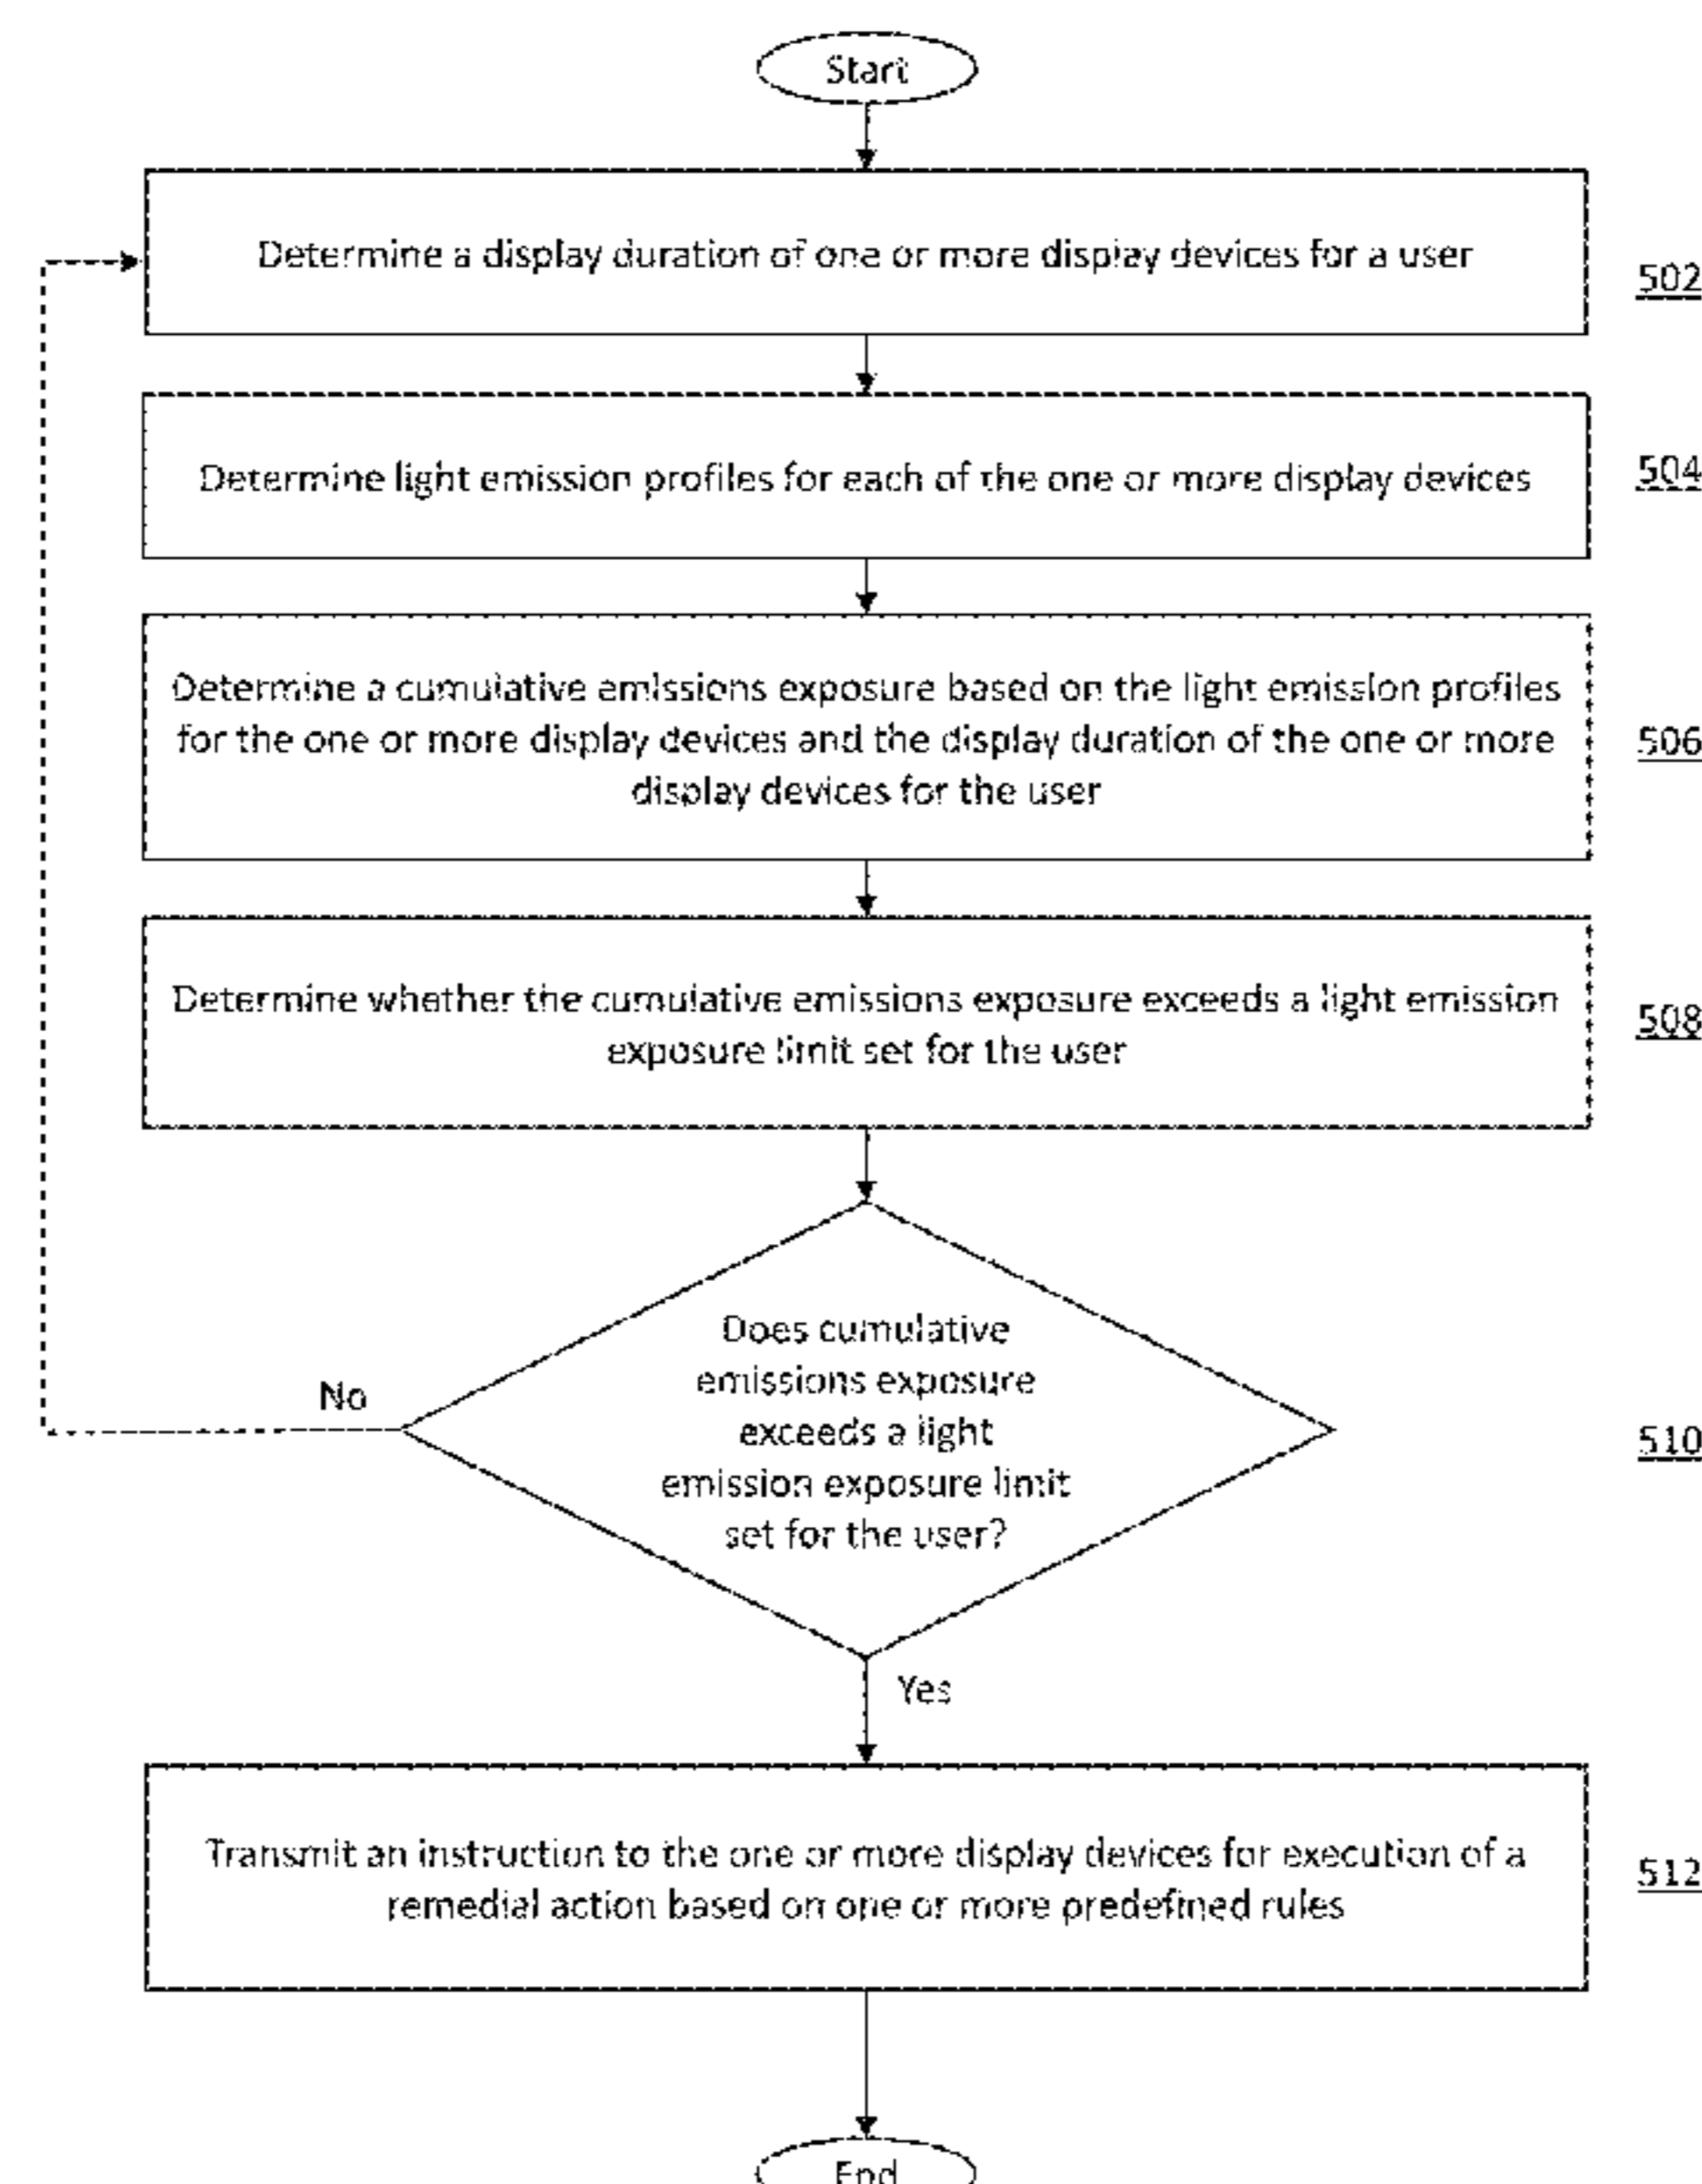 Start
Determine a display duration of one or more display devices for a user
502
Determine light emission profiles for each of the one or more display devices
504
Determine a cumulative emissions exposure based on the light emission profiles
for the one or more display devices and the display duration of the one or more
display devices for the user
506
Determine whether the cumulative emissions exposure exceeds a light emission
exposure limit set for the user
508
Does cumulative
emissions exposure
exceeds a light
emission exposure limit
set for the user?
No
510
Yes
Transmit an instruction to the one or more display devices for execution of a
remedial action based on one or more predefined rules
512
End